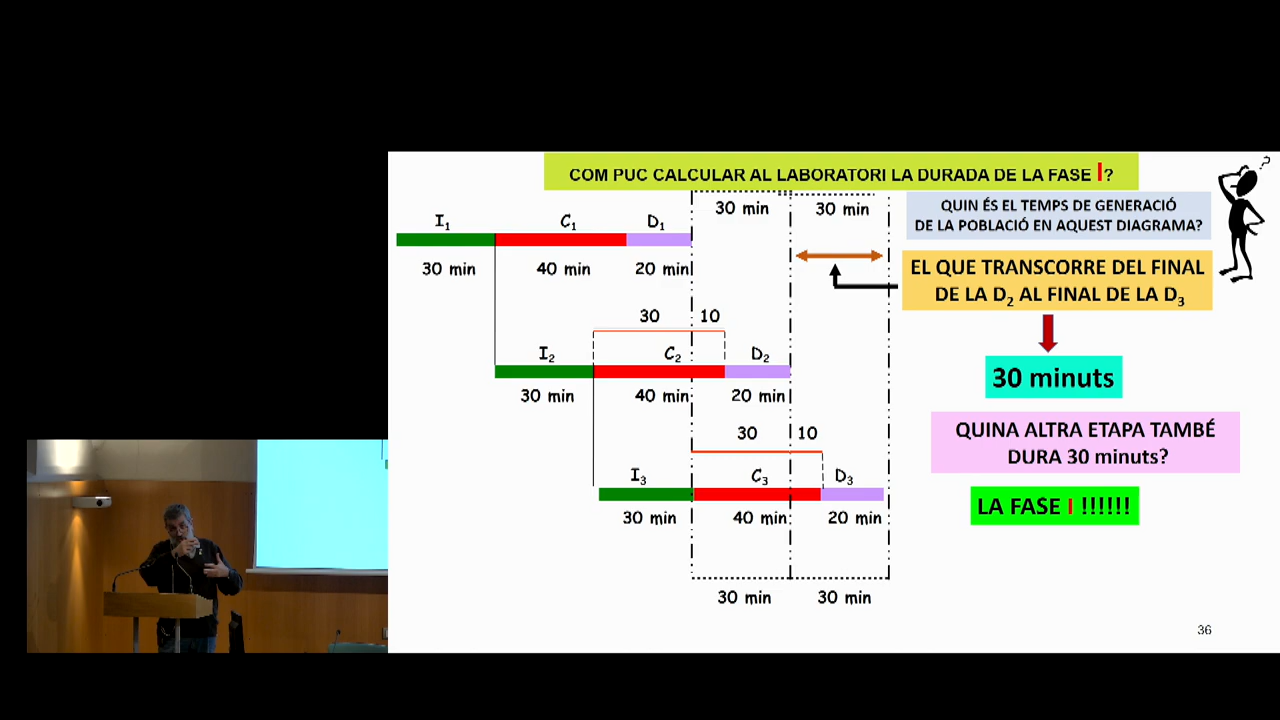 COM PUC CALCULAR AL LABORATORI LA DURADA DE LA FASE I?
30 min 30 min
QUIN ÉS EL TEMPS DE GENERACIÓ
DE LA POBLACIÓ EN AQUEST DIAGRAMA?
I1 C1 D1
30 min 40 min 20 min
EL QUE TRANSCORRE DEL FINAL
DE LA D2 AL FINAL DE LA D3
30 10
I2 C2 D2
30 min 40 min 20 min
30 minuts
30 10
QUINA ALTRA ETAPA TAMBÉ
DURA 30 minuts?
I3 C3 D3
30 min 40 min 20 min
LA FASE I !!!!!!
30 min 30 min
36
?